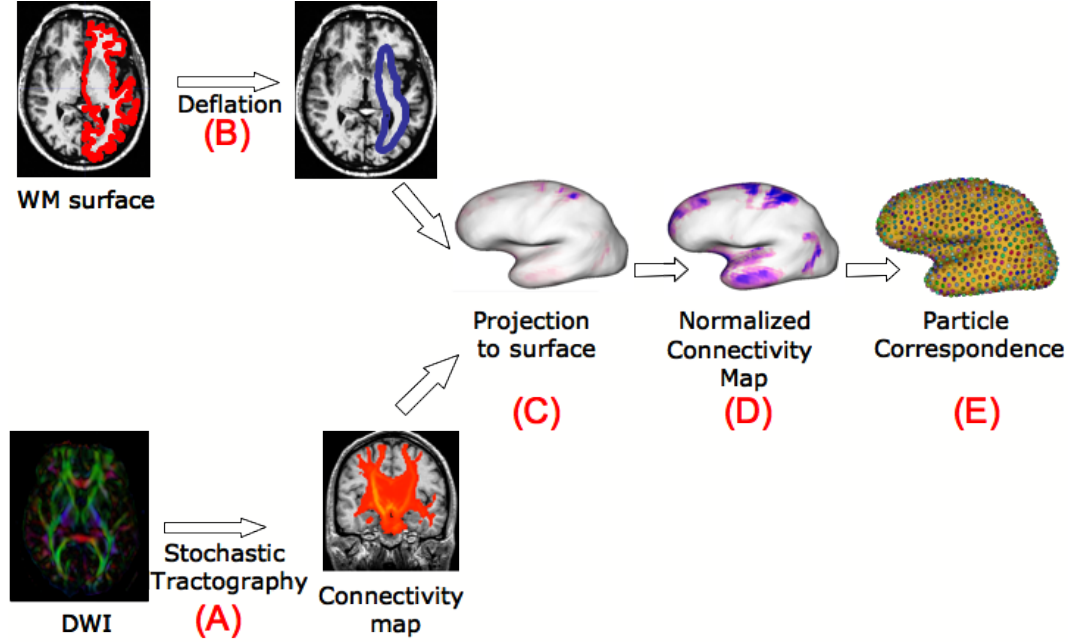 Deflation
(B)
WM surface
Projection
to surface
(C)
Normalized
Connectivity
Map
(D)
Particle
Correspondence
(E)
Stochastic
Tractography
(A)
DWI
Connectivity
map